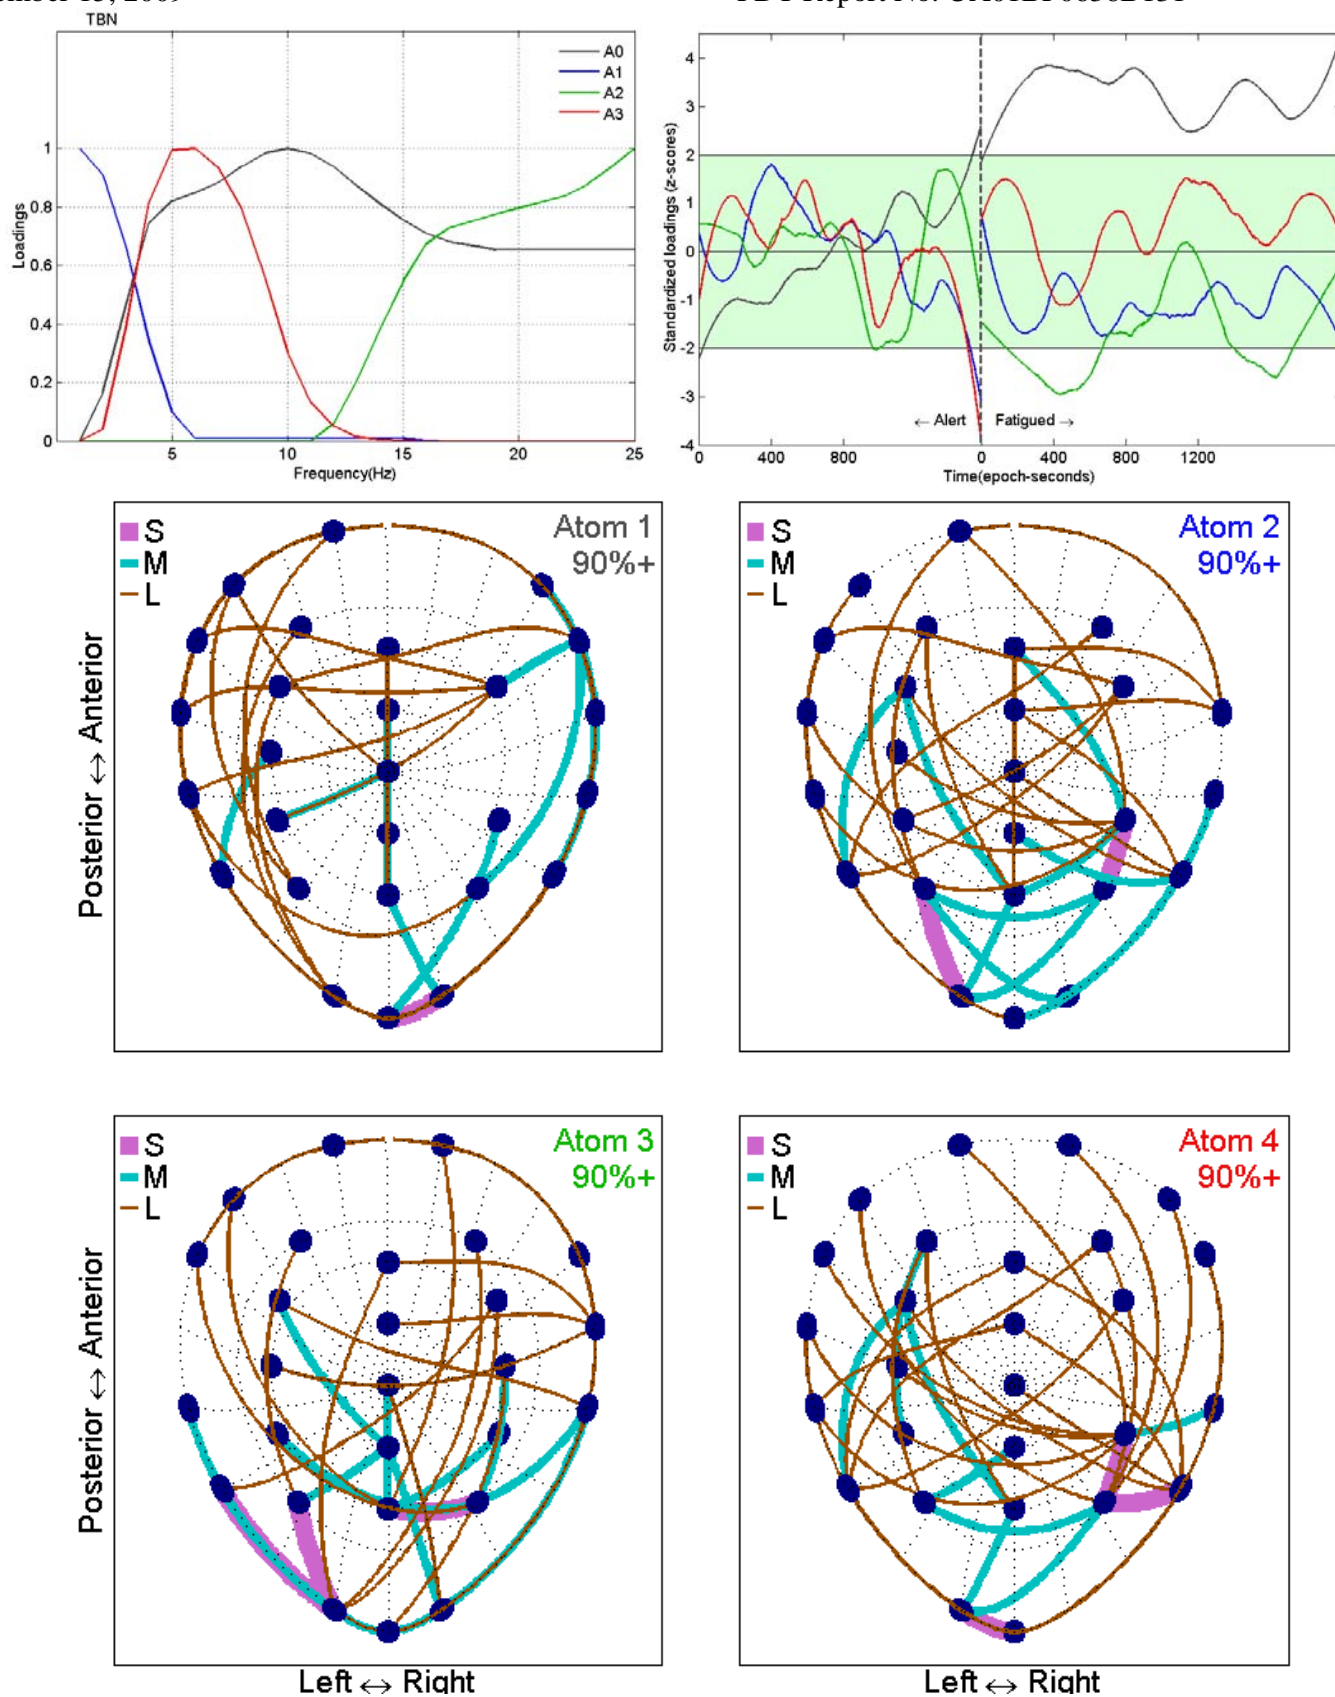 TBN
A0
A1
A2
A3
1
0.8
0.6
0.4
0.2
0
5
10
15
20
25
Loadings
Frequency(Hz)
4
3
2
1
0
-1
-2
-3
-4
Standardized loadings (z-scores)
← Alert
Fatigued →
0
400
800
0
400
800
1200
Time(epoch-seconds)
S
M
L
Atom 1
90%+
Posterior ↔ Anterior
S
M
L
Atom 2
90%+
S
M
L
Atom 3
90%+
Posterior ↔ Anterior
Left ↔ Right
S
M
L
Atom 4
90%+
Left ↔ Right